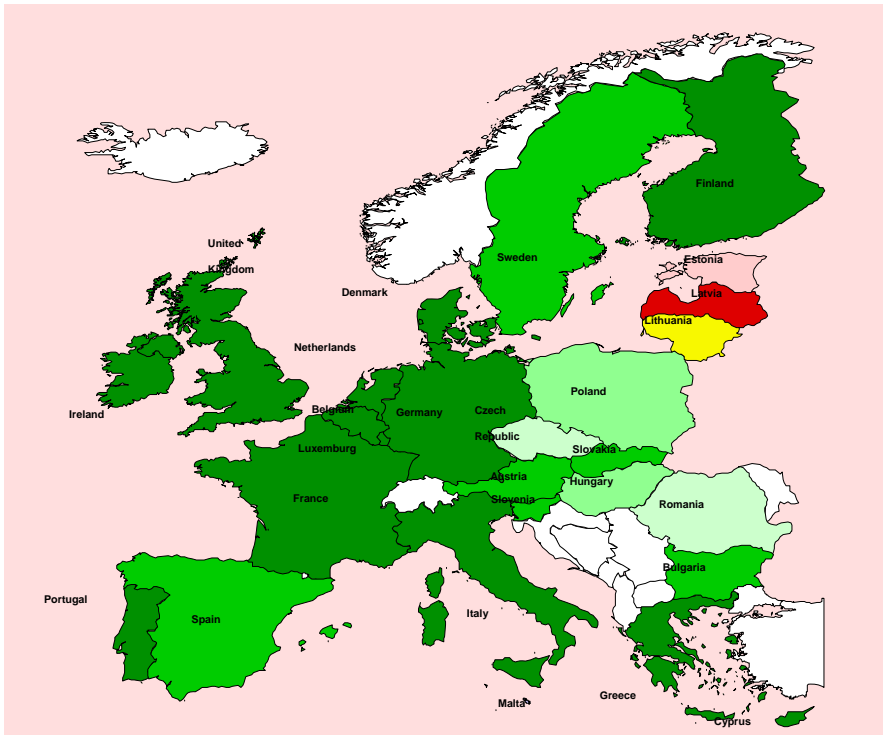 Finland
United
Kingdom
Sweden
Estonia
Denmark
Latvia
Lithuania
Netherlands
Poland
Ireland
Belgium
Germany
Czech
Republic
Luxemburg
Slovakia
Austria
Hungary
France
Slovenia
Romania
Bulgaria
Portugal
Spain
Italy
Malta
Greece
Cyprus